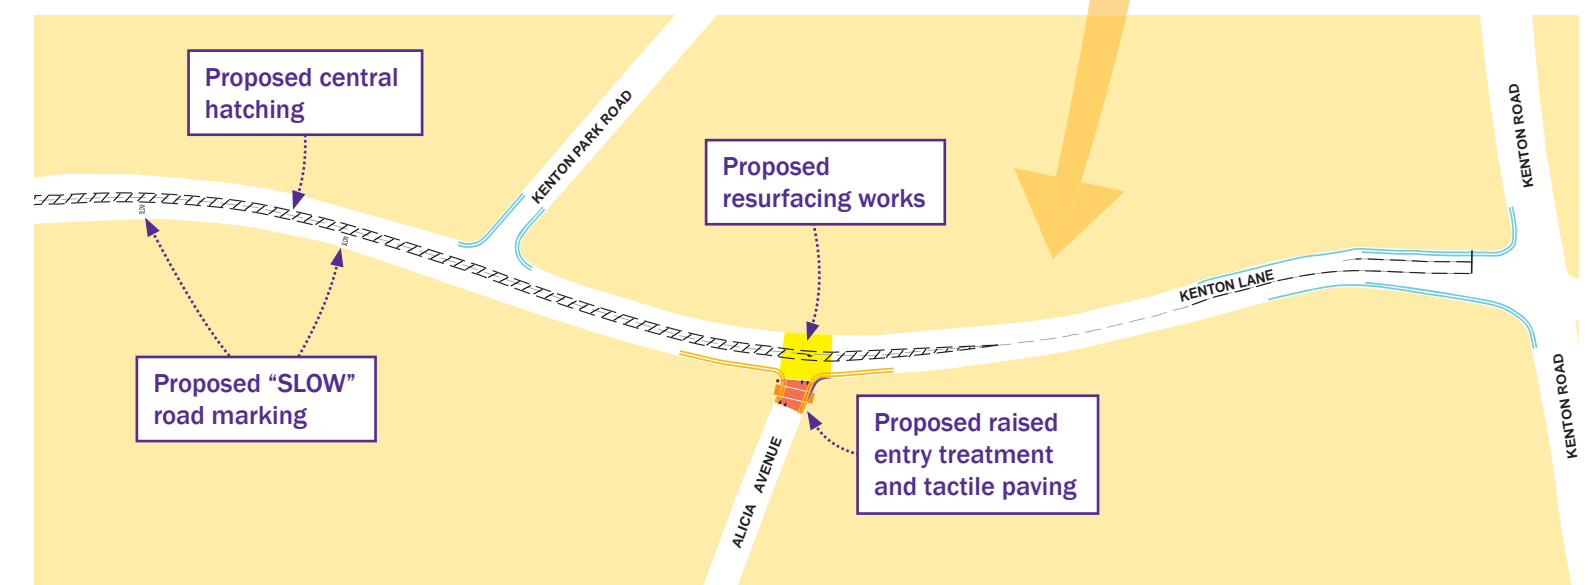 Proposed central
hatching
KENTON PARK ROAD
Proposed
resurfacing works
KENTON ROAD
KENTON LANE
Proposed “SLOW”
road marking
Proposed raised
entry treatment
and tactile paving
ALICIA AVENUE
KENTON ROAD